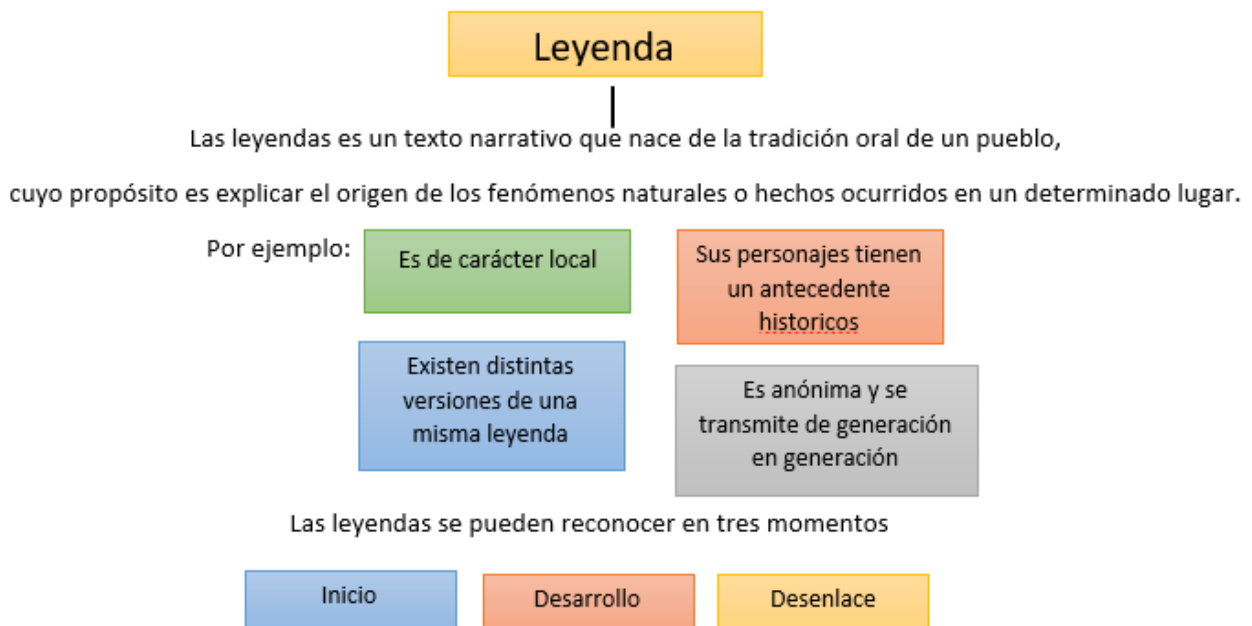 Leyenda
Las leyendas es un texto narrativo que nace de la tradición oral de un pueblo,
cuyo propósito es explicar el origen de los fenómenos naturales o hechos ocurridos en un determinado lugar.
Por ejemplo:
Es de carácter local
Sus personajes tienen
un antecedente
historicos
Existen distintas
versiones de una
misma leyenda
Es anónima y se
transmite de generación
en generación
Las leyendas se pueden reconocer en tres momentos
Inicio
Desarrollo
Desenlace